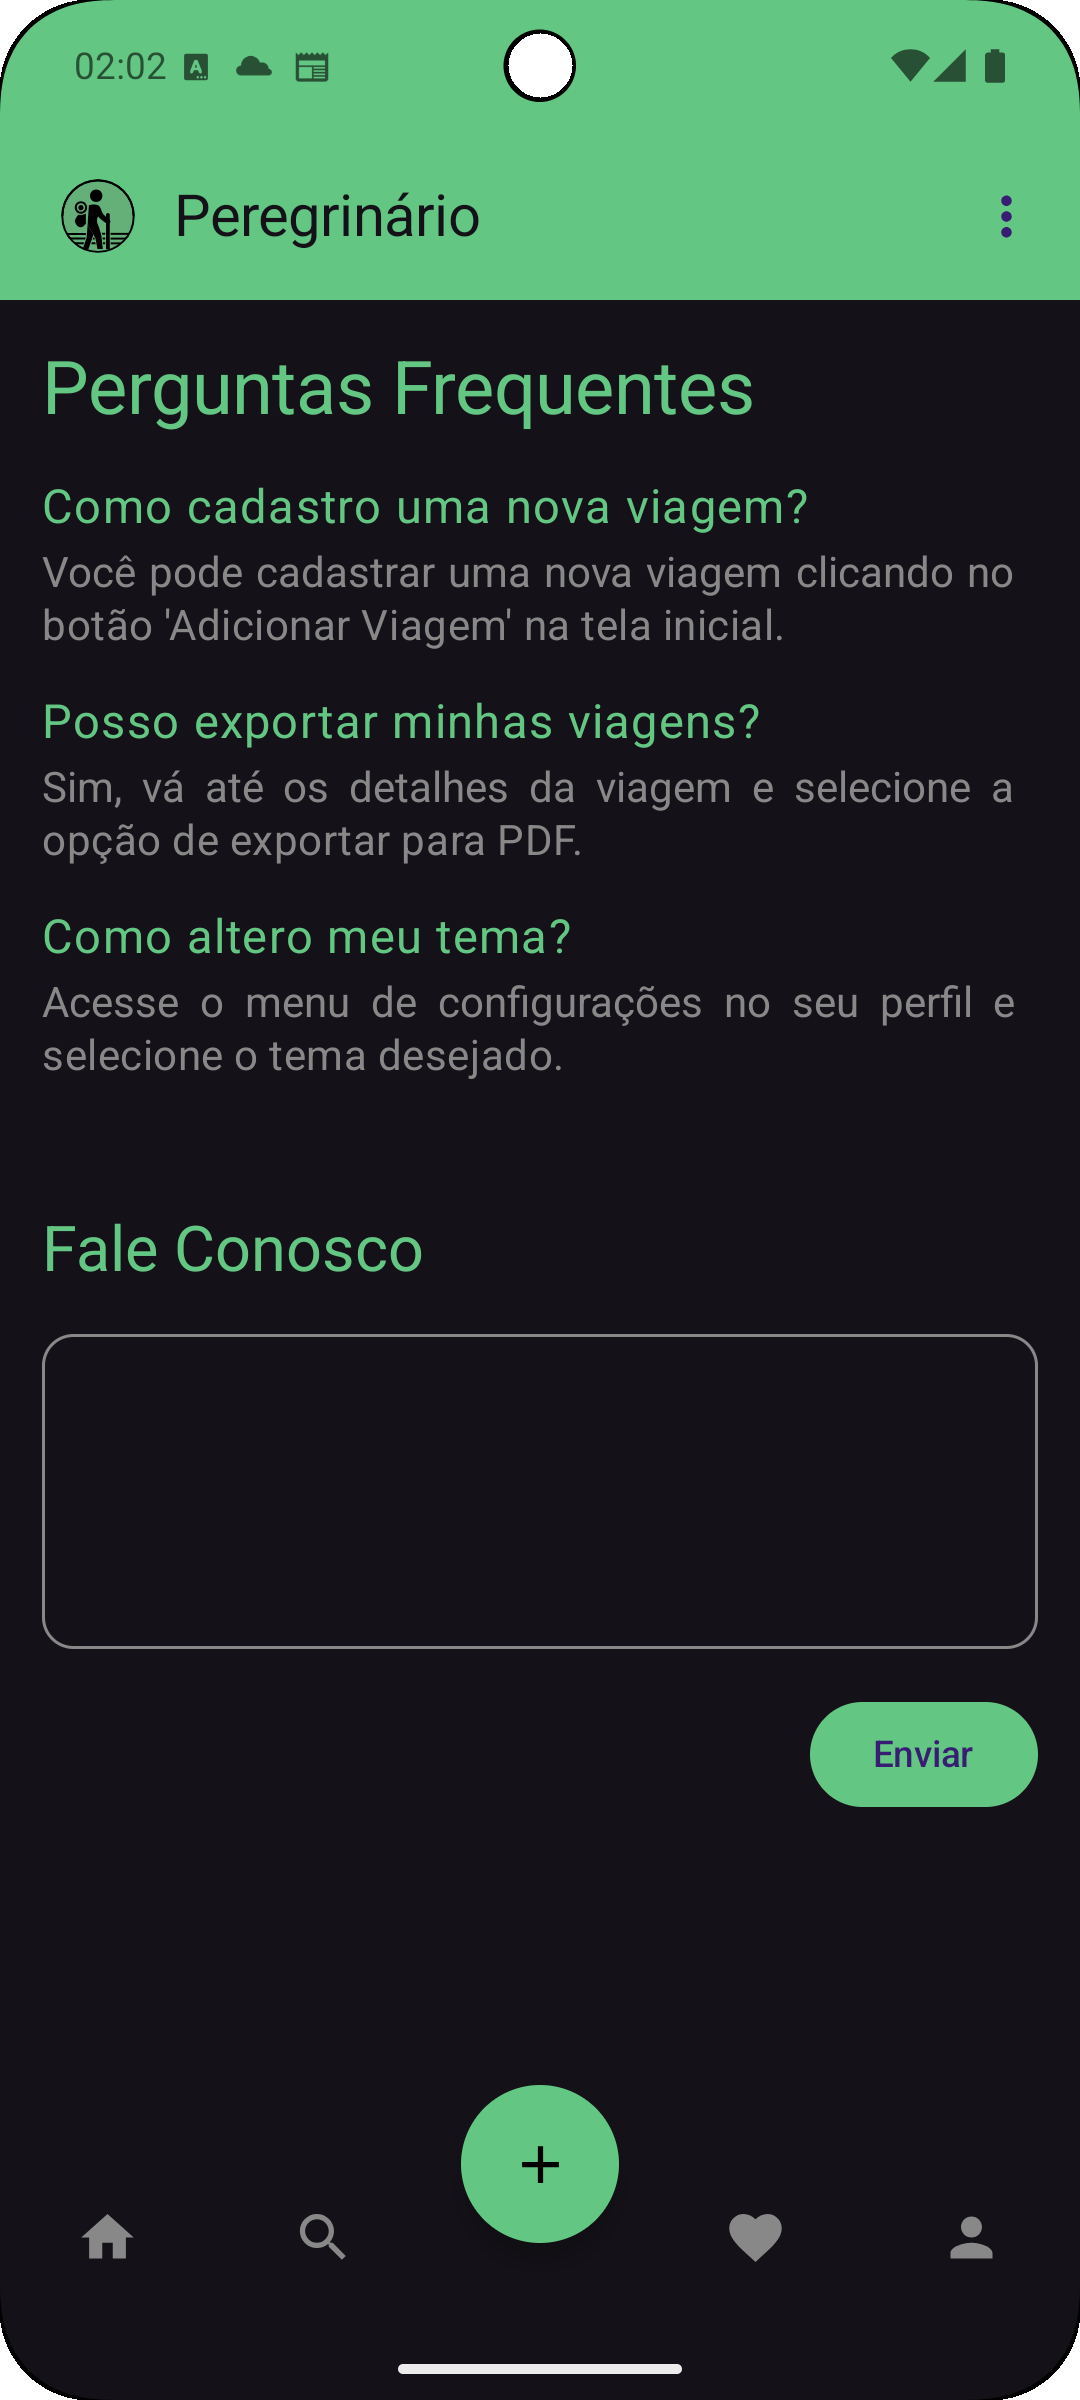 02:02
Peregrinário
Perguntas Frequentes
Como cadastro uma nova viagem?
Você pode cadastrar uma nova viagem clicando no
botão 'Adicionar Viagem' na tela inicial.
Posso exportar minhas viagens?
Sim, vá até os detalhes da viagem e selecione a
opção de exportar para PDF.
Como altero meu tema?
Acesse o menu de configurações no seu perfil e
selecione o tema desejado.
Fale Conosco
Enviar